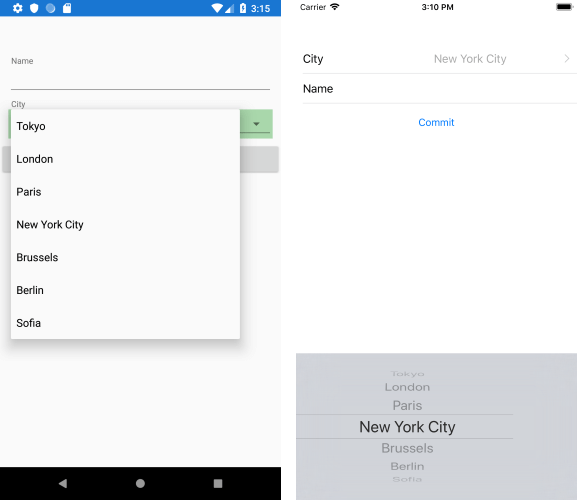 3:15
Name
City
Tokyo
London
Paris
New York City
Brussels
Berlin
Sofia
Carrier
3:10 PM
City
New York City
Name
Commit
Tokyo
London
Paris
New York City
Brussels
Berlin
Sofia